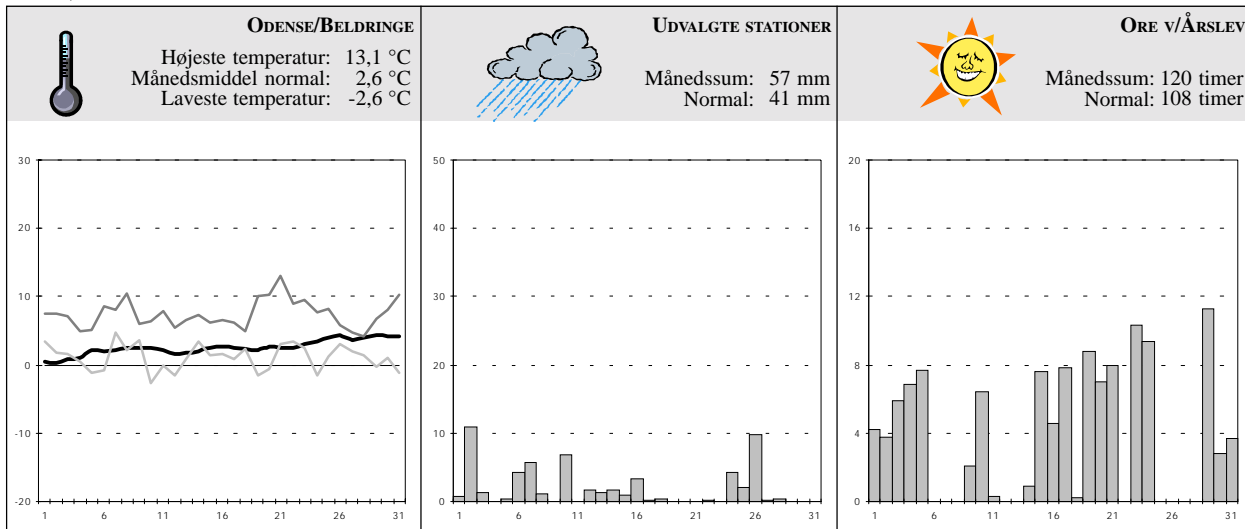 ODENSE/BELDRINGE
Højeste temperatur: 13,1 °C
Månedsmiddel normal: 2,6 °C
Laveste temperatur: -2,6 °C
30
20
10
0
-10
-20
1 6 11 16 21 26 31
UDVALGTE STATIONER
Månedssum: 57 mm
Normal: 41 mm
50
40
30
20
10
0
1 6 11 16 21 26 31
ORE V/ÅRSLEV
Månedssum: 120 timer
Normal: 108 timer
20
16
12
8
4
0
1 6 11 16 21 26 31